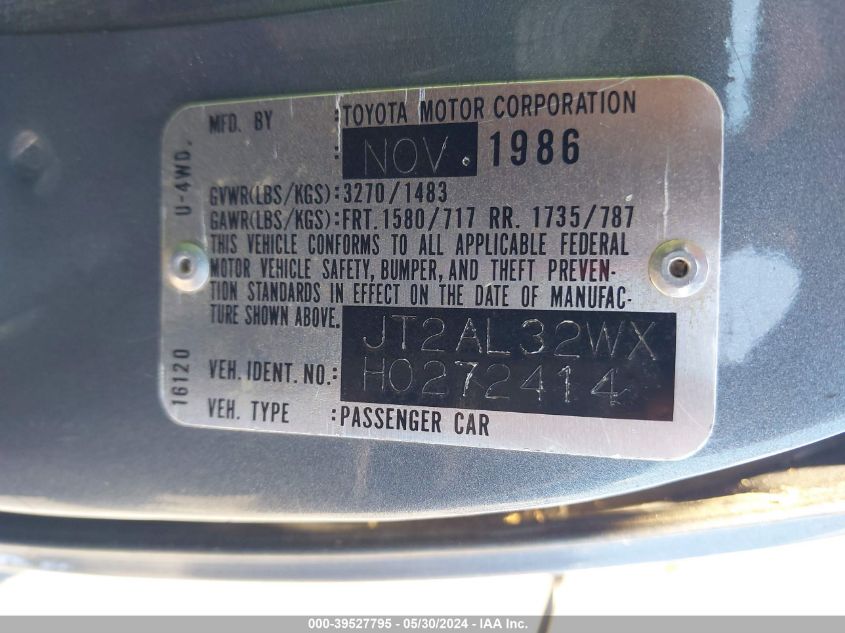 MFD. BY :TOYOTA MOTOR CORPORATION
: NOV. 1986
U-4WD.
GVWR(LBS/KGS):3270/1483
GAWR(LBS/KGS):FRT.1580/717 RR. 1735/787
THIS VEHICLE CONFORMS TO ALL APPLICABLE FEDERAL
MOTOR VEHICLE SAFETY, BUMPER, AND THEFT PREVEN-
TION STANDARDS IN EFFECT ON THE DATE OF MANUFAC-
TURE SHOWN ABOVE.
JT2AL32WX
VEH. IDENT. NO.: H0272414
16120
VEH. TYPE :PASSENGER CAR
000-39527795 - 05/30/2024 - IAA Inc.